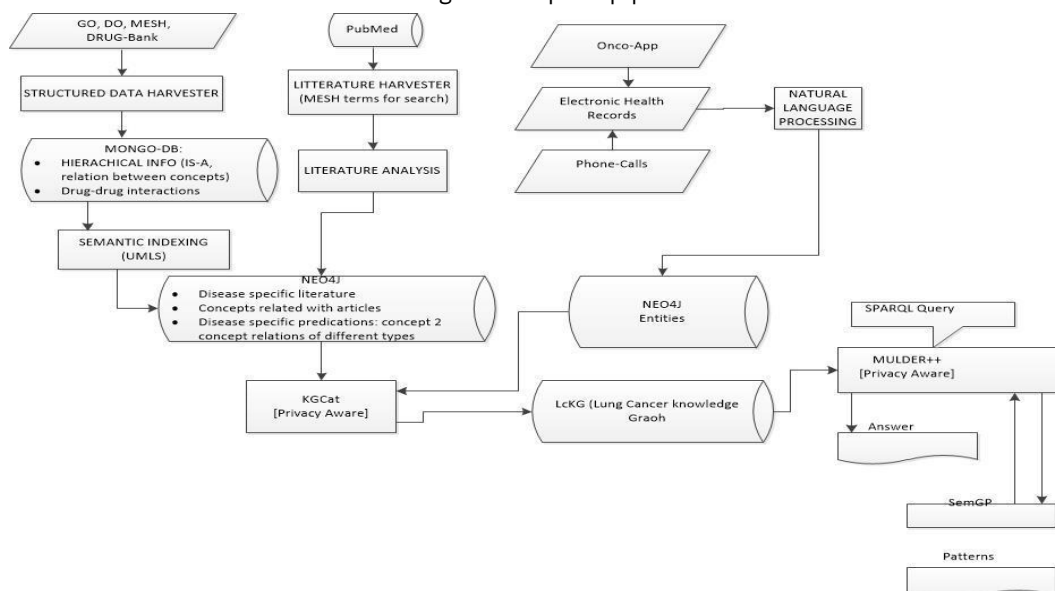 GO, DO, MESH,
DRUG-Bank
STRUCTURED DATA HARVESTER
MONGO-DB:
• HIERACHICAL INFO (IS-A,
relation between concepts)
• Drug-drug interactions
SEMANTIC INDEXING
(UMLS)
PubMed
LITTERATURE HARVESTER
(MESH terms for search)
LITERATURE ANALYSIS
NEO4J
• Disease specific literature
• Concepts related with articles
• Disease specific predications: concept 2
concept relations of different types
Onco-App
Electronic Health
Records
Phone-Calls
NATURAL
LANGUAGE
PROCESSING
NEO4J
Entities
KGCat
[Privacy Aware]
LcKG (Lung Cancer knowledge
Graoh
SPARQL Query
MULDER++
[Privacy Aware]
Answer
SemGP
Patterns